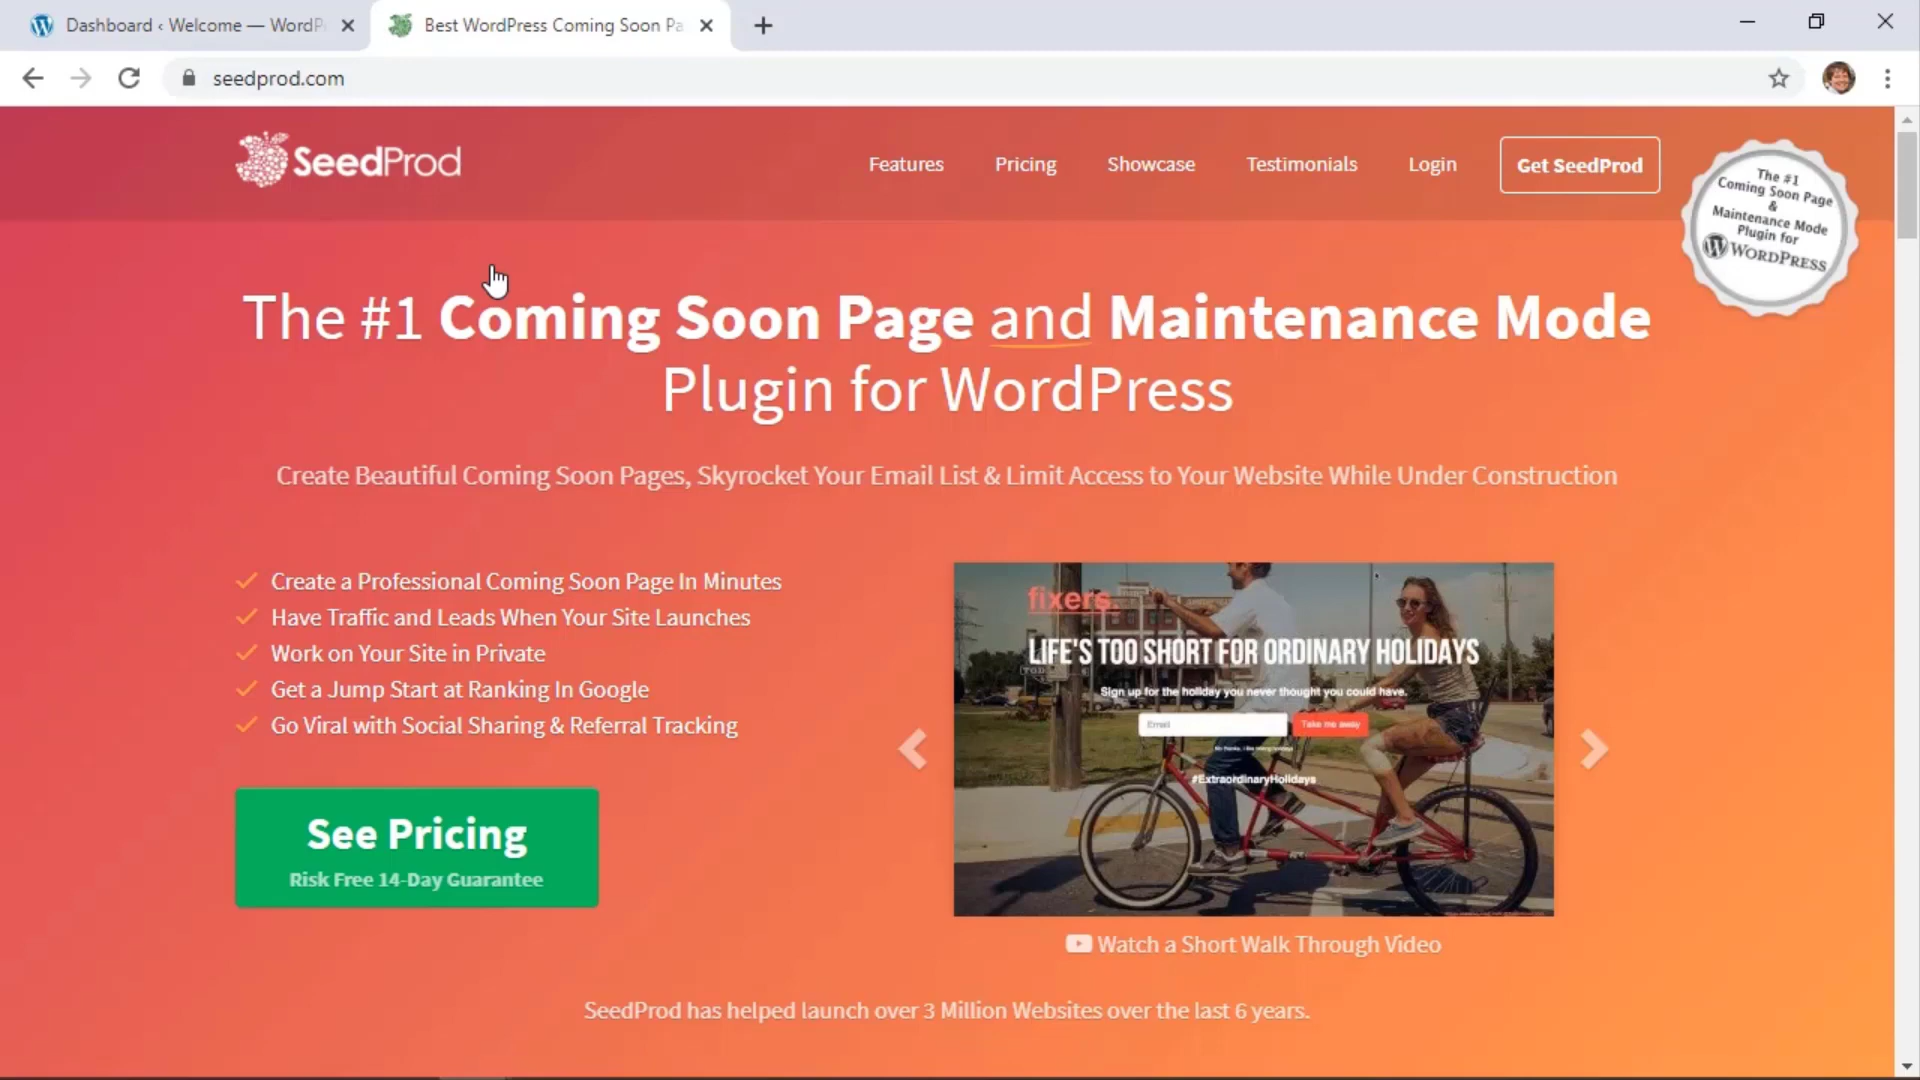 Dashboard ‹ Welcome — WordP
Best WordPress Coming Soon Pa
seedprod.com
SeedProd
Features
Pricing
Showcase
Testimonials
Login
Get SeedProd
The #1
Coming Soon Page
&
Maintenance Mode
Plugin for
WORDPRESS
The #1 Coming Soon Page and Maintenance Mode
Plugin for WordPress
Create Beautiful Coming Soon Pages, Skyrocket Your Email List & Limit Access to Your Website While Under Construction
Create a Professional Coming Soon Page In Minutes
Have Traffic and Leads When Your Site Launches
Work on Your Site in Private
Get a Jump Start at Ranking In Google
Go Viral with Social Sharing & Referral Tracking
See Pricing
Risk Free 14-Day Guarantee
fixers.
LIFE'S TOO SHORT FOR ORDINARY HOLIDAYS
Sign up for the holiday you never thought you could have.
Email
Take me away
#ExtraordinaryHolidays
Watch a Short Walk Through Video
SeedProd has helped launch over 3 Million Websites over the last 6 years.